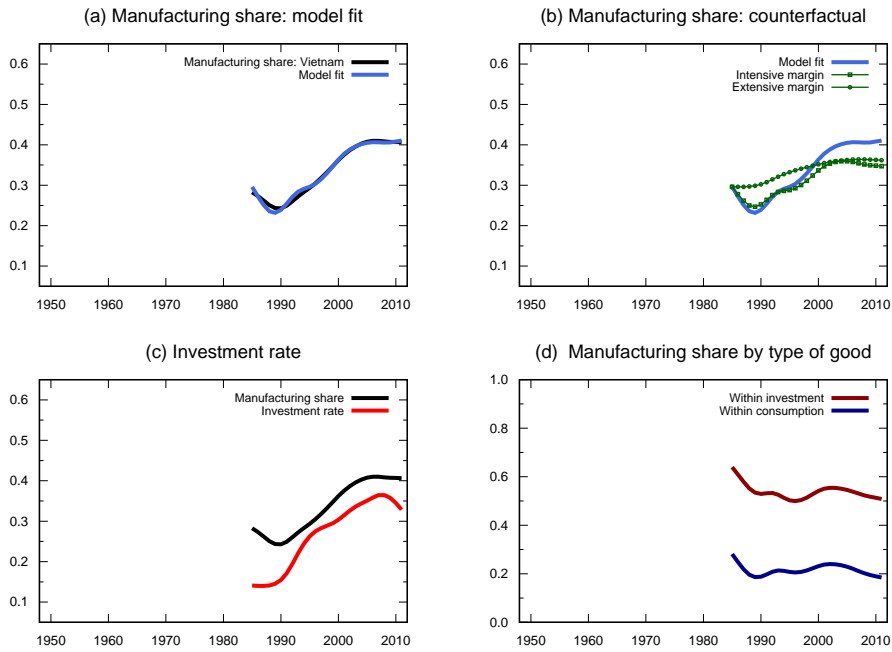 (a) Manufacturing share: model fit
0.6
0.5
0.4
0.3
0.2
0.1
1950 1960 1970 1980 1990 2000 2010
Manufacturing share: Vietnam
Model fit
(b) Manufacturing share: counterfactual
0.6
0.5
0.4
0.3
0.2
0.1
1950 1960 1970 1980 1990 2000 2010
Model fit
Intensive margin
Extensive margin
(c) Investment rate
0.6
0.5
0.4
0.3
0.2
0.1
1950 1960 1970 1980 1990 2000 2010
Manufacturing share
Investment rate
(d) Manufacturing share by type of good
1.0
0.8
0.6
0.4
0.2
0.0
1950 1960 1970 1980 1990 2000 2010
Within investment
Within consumption